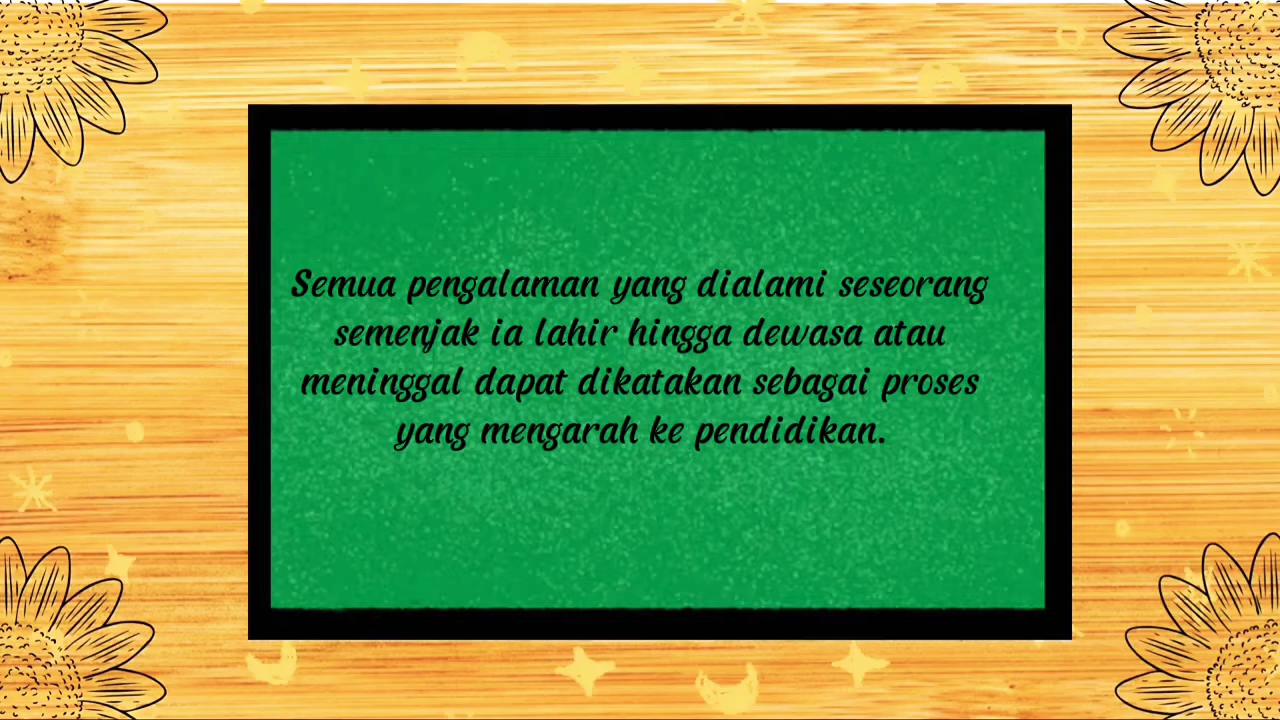 Semua pengalaman yang dialami seseorang
semenjak ia lahir hingga dewasa atau
meninggal dapat dikatakan sebagai proses
yang mengarah ke pendidikan.